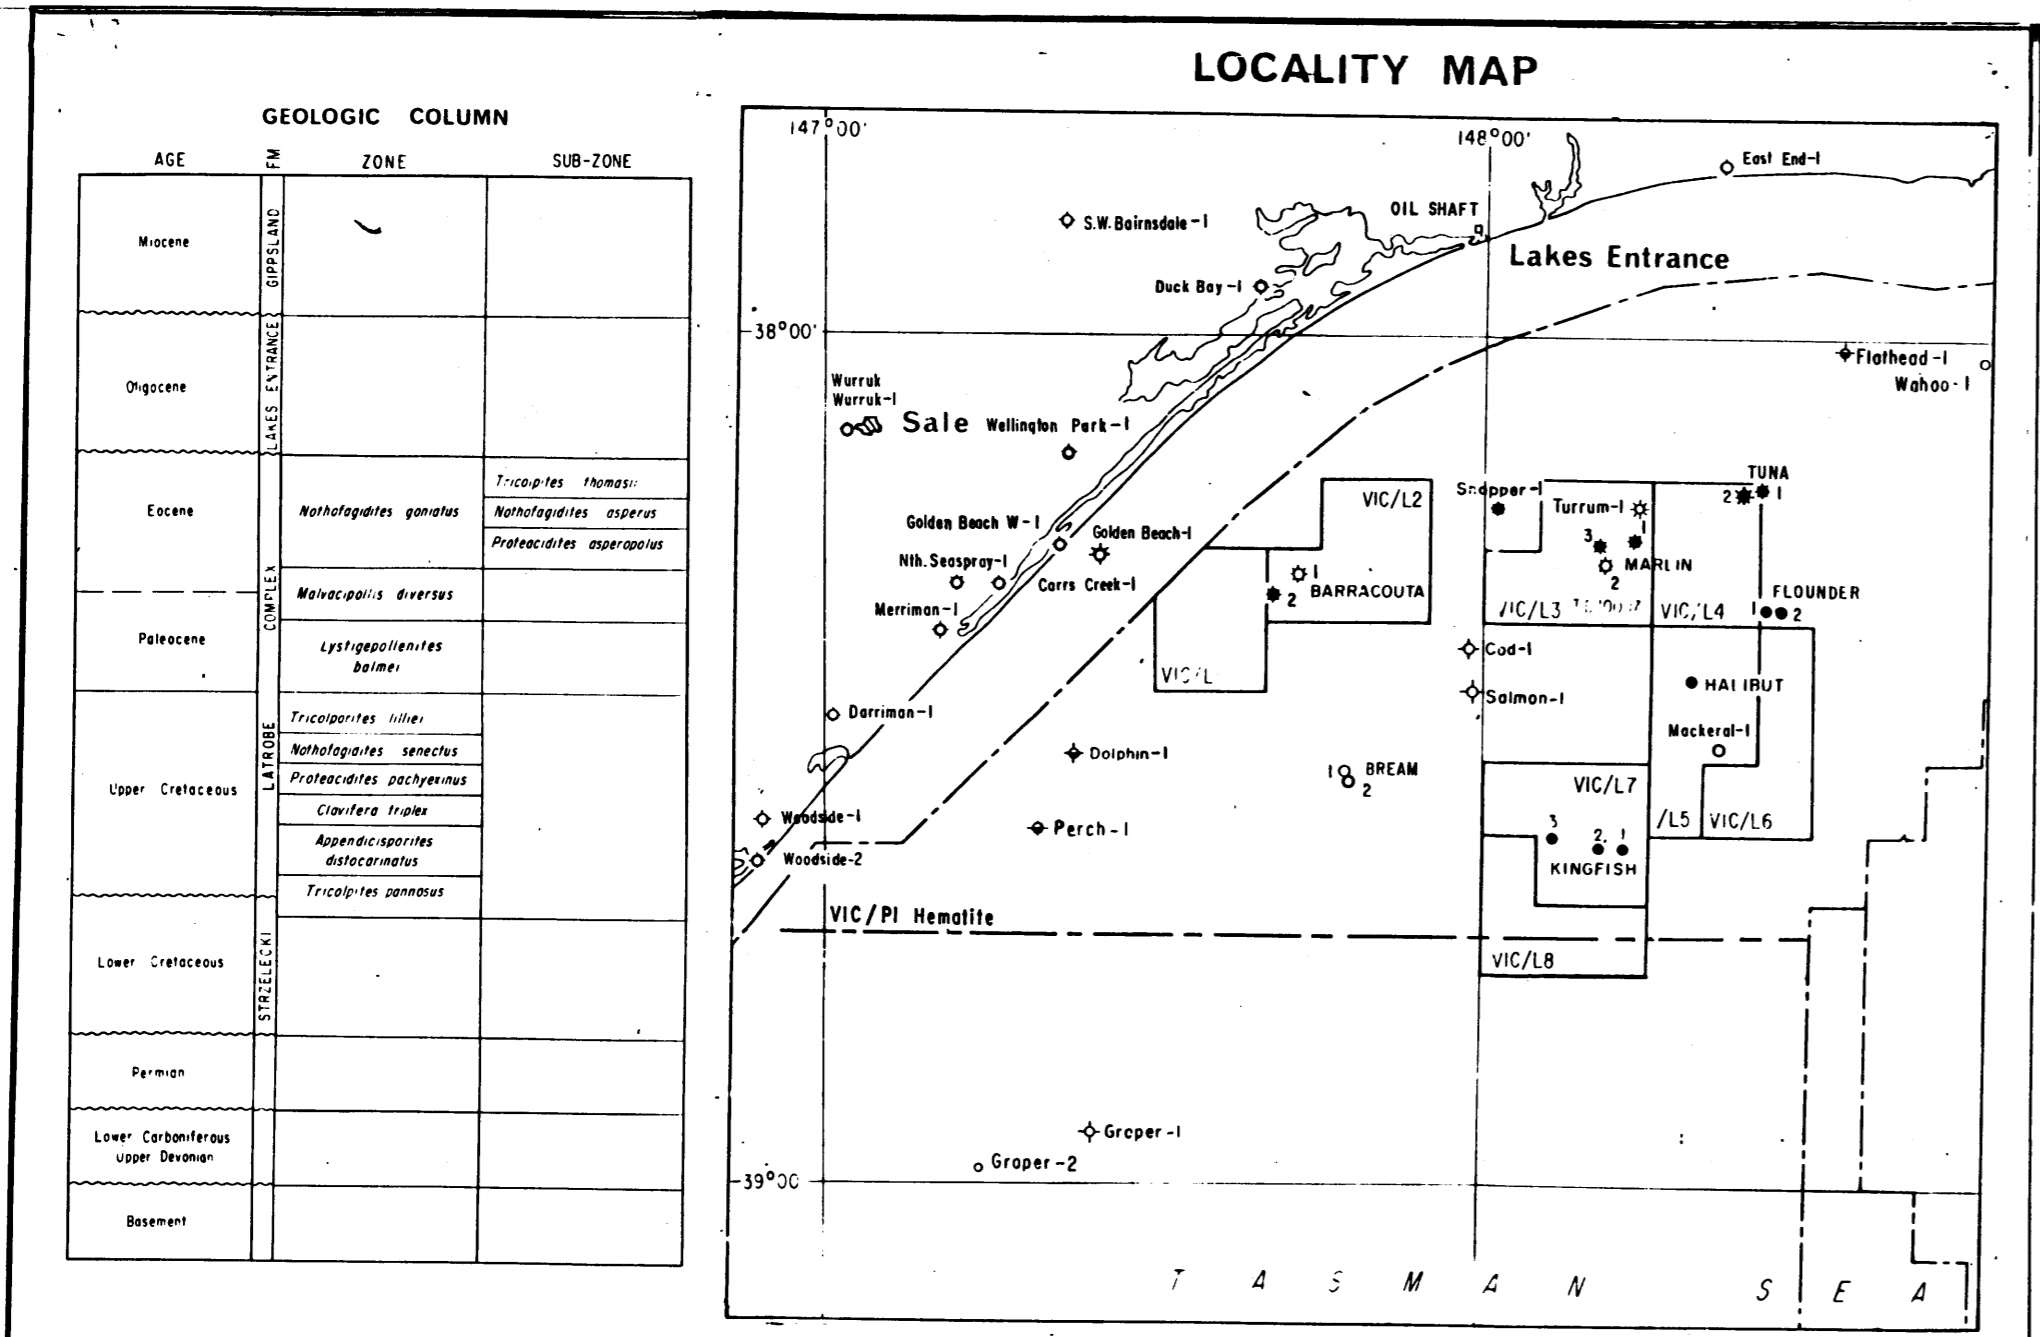 LOCALITY MAP
GEOLOGIC COLUMN
AGE
FM
ZONE
SUB-ZONE
Miocene
Oligocene
Eocene
Paleocene
Upper Cretaceous
Lower Cretaceous
Permian
Lower Carboniferous
Upper Devonian
Basement
GIPPSLAND
LAKES ENTRANCE
LATROBE COMPLEX
STRZELECKI
Nothofagidites goniatus
Malvacipollis diversus
Lystigepollenites
balmei
Tricolporites lilliei
Nothofagidites senectus
Proteacidites pachyexinus
Clavifera triplex
Appendicisporites
distocarinatus
Tricolpites pannosus
Tricolpites thomasii
Nothofagidites asperus
Proteacidites asperopolus
147°00'
148°00'
East End-1
S.W. Bairnsdale-1
OIL SHAFT
Lakes Entrance
Duck Bay-1
38°00'
Flathead-1
Wahoo-1
Wurruk
Wurruk-1
Sale
Wellington Park-1
TUNA
2 1
VIC/L2
Snapper-1
Turrum-1
Golden Beach W-1
Golden Beach-1
3 1
MARLIN
2
Nth. Seaspray-1
Carrs Creek-1
1
2 BARRACOUTA
FLOUNDER
1 2
Merriman-1
VIC/L3
VIC/L4
Cod-1
VIC/L
HALIBUT
Salmon-1
Darriman-1
Mackeral-1
Dolphin-1
1 BREAM
2
VIC/L7
Woodside-1
Perch-1
/L5
VIC/L6
3 2. 1
KINGFISH
Woodside-2
VIC/P1 Hematite
VIC/L8
Groper-1
Groper-2
39°00
TASMAN SEA